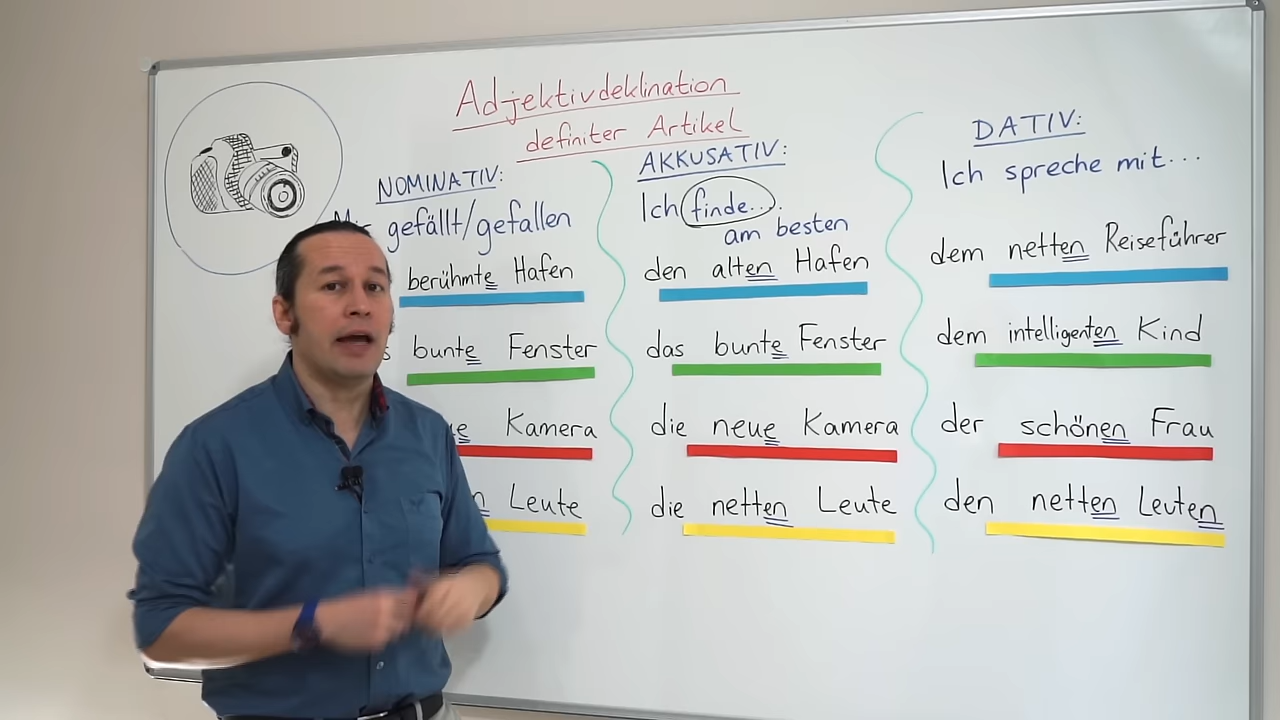 Adjektivdeklination
definiter Artikel
NOMINATIV:
gefällt/gefallen
berühmte Hafen
bunte Fenster
Kamera
Leute
AKKUSATIV:
Ich finde...
am besten
den alten Hafen
das bunte Fenster
die neue Kamera
die netten Leute
DATIV:
Ich spreche mit...
dem netten Reiseführer
dem intelligenten Kind
der schönen Frau
den netten Leuten